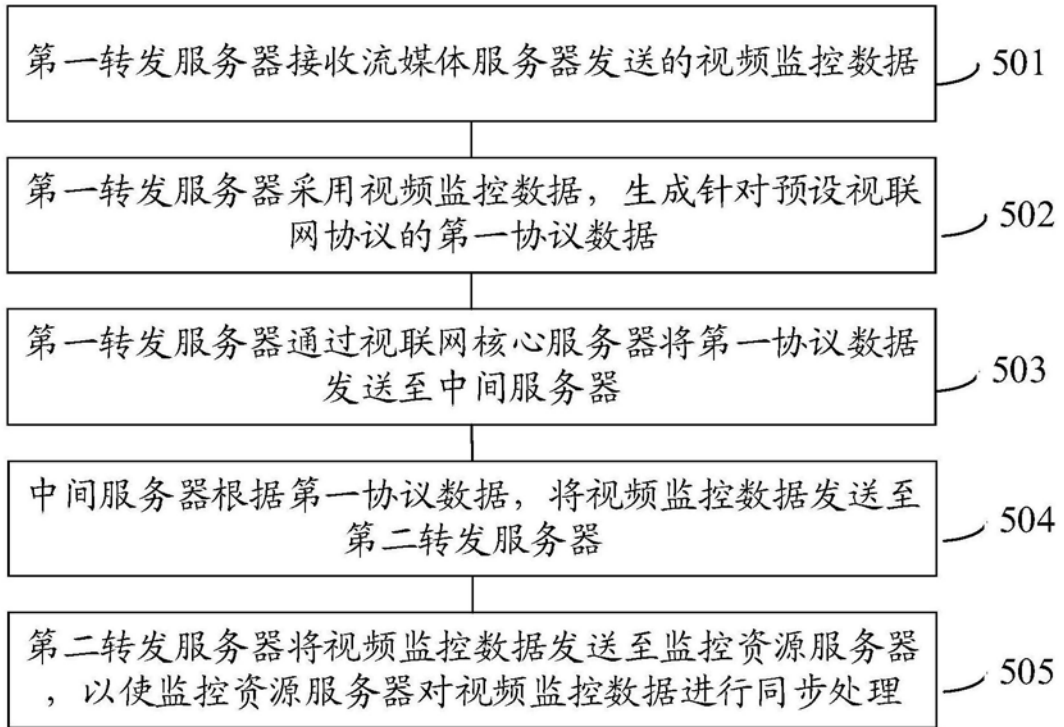 第一转发服务器接收流媒体服务器发送的视频监控数据
501
第一转发服务器采用视频监控数据，生成针对预设视联
网协议的第一协议数据
502
第一转发服务器通过视联网核心服务器将第一协议数据
发送至中间服务器
503
中间服务器根据第一协议数据，将视频监控数据发送至
第二转发服务器
504
第二转发服务器将视频监控数据发送至监控资源服务器
，以使监控资源服务器对视频监控数据进行同步处理
505